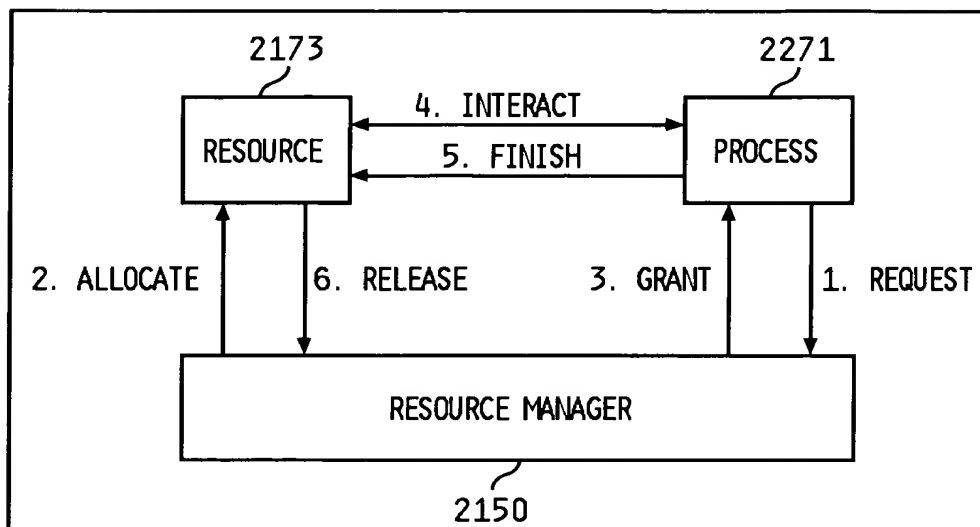 2173
2271
4. INTERACT
RESOURCE
PROCESS
5. FINISH
2. ALLOCATE
6. RELEASE
3. GRANT
1. REQUEST
RESOURCE MANAGER
2150